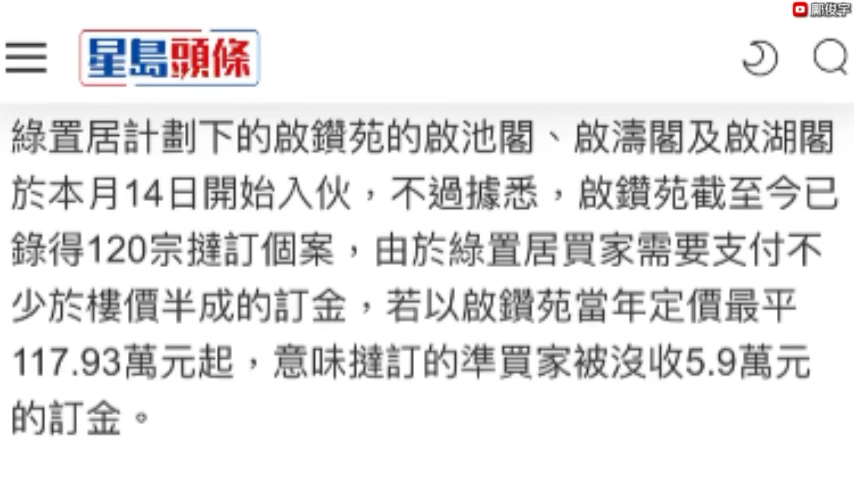 鄺俊宇
星島頭條
綠置居計劃下的啟鑽苑的啟池閣、啟濤閣及啟湖閣
於本月14日開始入伙，不過據悉，啟鑽苑截至今已
錄得120宗撻訂個案，由於綠置居買家需要支付不
少於樓價半成的訂金，若以啟鑽苑當年定價最平
117.93萬元起，意味撻訂的準買家被沒收5.9萬元
的訂金。